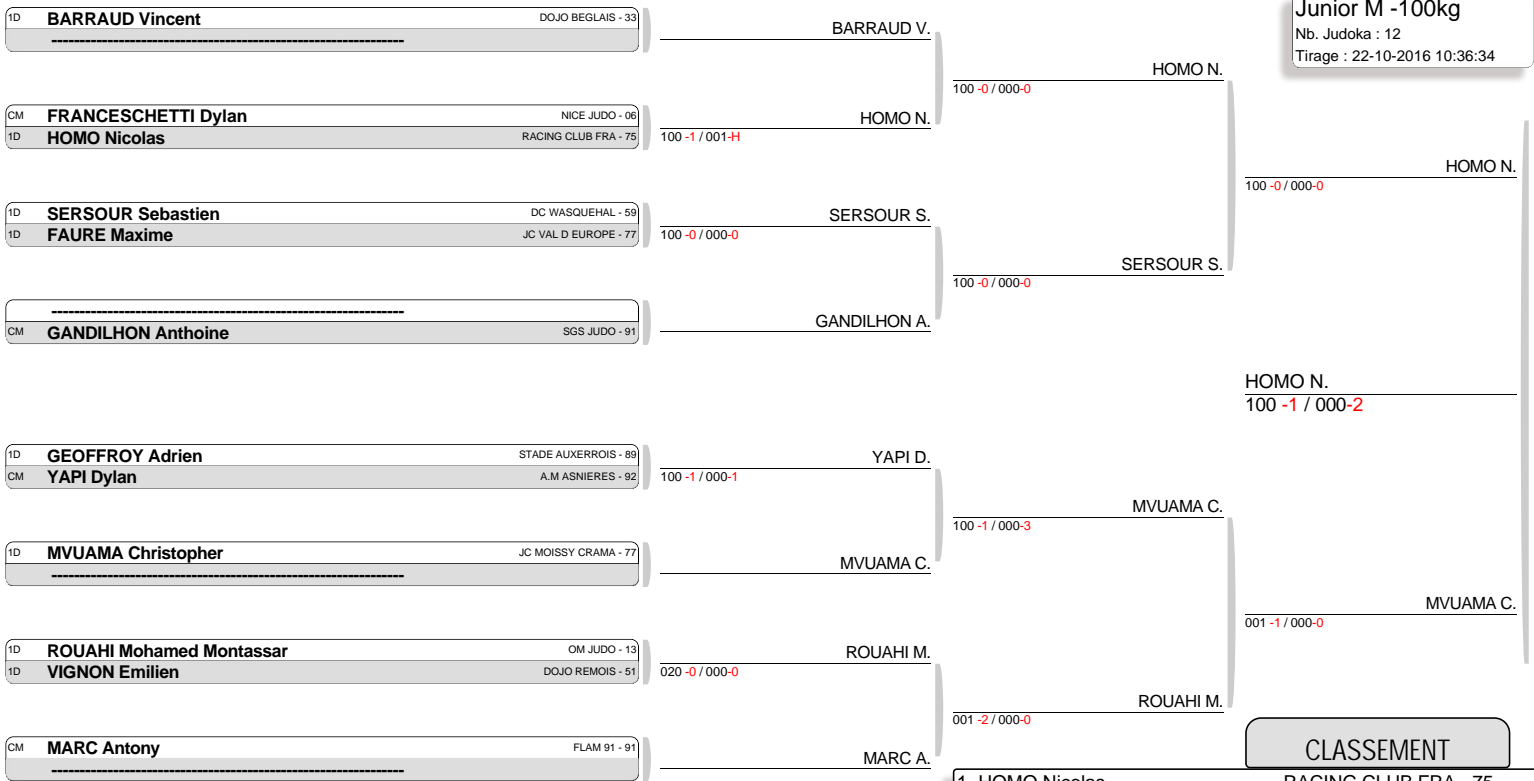 Junior M -100kg
Nb. Judoka : 12
Tirage : 22-10-2016 10:36:34
1D BARRAUD Vincent DOJO BEGLAIS - 33
----------------------------------------------------------------
CM FRANCESCHETTI Dylan NICE JUDO - 06
1D HOMO Nicolas RACING CLUB FRA - 75
1D SERSOUR Sebastien DC WASQUEHAL - 59
1D FAURE Maxime JC VAL D EUROPE - 77
----------------------------------------------------------------
CM GANDILHON Anthoine SGS JUDO - 91
1D GEOFFROY Adrien STADE AUXERROIS - 89
CM YAPI Dylan A.M ASNIERES - 92
1D MVUAMA Christopher JC MOISSY CRAMA - 77
----------------------------------------------------------------
1D ROUAHI Mohamed Montassar OM JUDO - 13
1D VIGNON Emilien DOJO REMOIS - 51
CM MARC Antony FLAM 91 - 91
----------------------------------------------------------------
BARRAUD V.
HOMO N.
100 -1 / 001-H
SERSOUR S.
100 -0 / 000-0
GANDILHON A.
YAPI D.
100 -1 / 000-1
MVUAMA C.
ROUAHI M.
020 -0 / 000-0
MARC A.
HOMO N.
100 -0 / 000-0
SERSOUR S.
100 -0 / 000-0
MVUAMA C.
100 -1 / 000-3
ROUAHI M.
001 -2 / 000-0
HOMO N.
100 -0 / 000-0
HOMO N.
100 -1 / 000-2
MVUAMA C.
001 -1 / 000-0
CLASSEMENT
1 HOMO Nicolas RACING CLUB FRA - 75